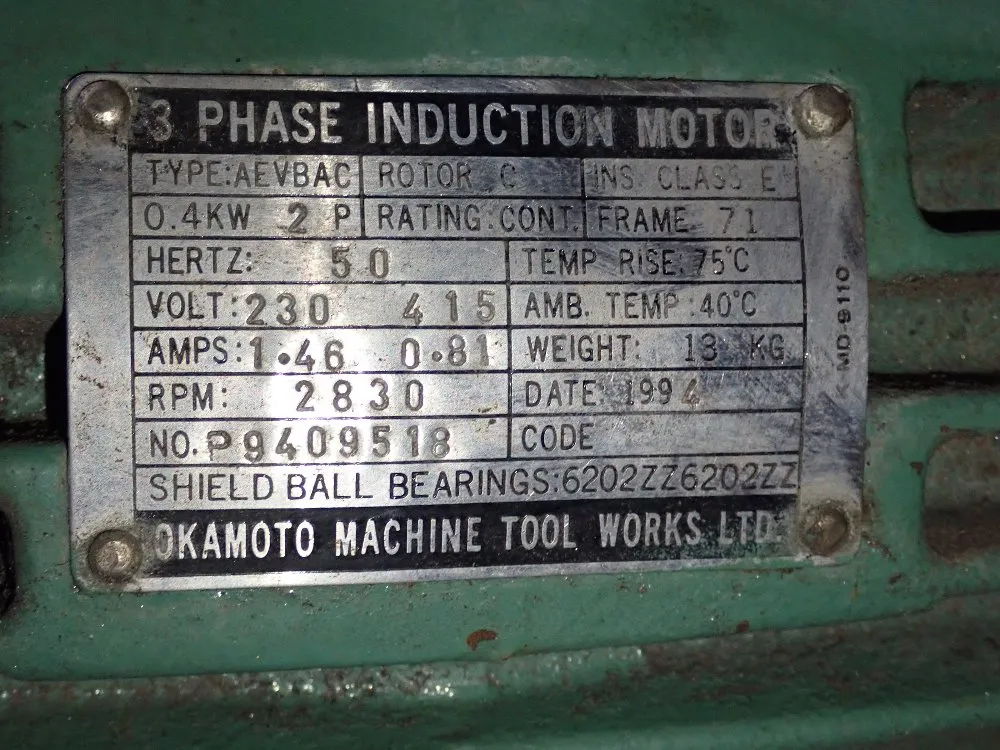 3 PHASE INDUCTION MOTOR
TYPE:AEVBAC ROTOR C INS. CLASS E
0.4KW 2 P RATING:CONT. FRAME 71
HERTZ: 50 TEMP RISE:75°C
VOLT:230 415 AMB. TEMP:40°C
AMPS:1.46 0.81 WEIGHT: 13 KG
RPM: 2830 DATE: 1994
NO.P9409518 CODE
SHIELD BALL BEARINGS:6202ZZ6202ZZ
OKAMOTO MACHINE TOOL WORKS LTD.
MD-9110